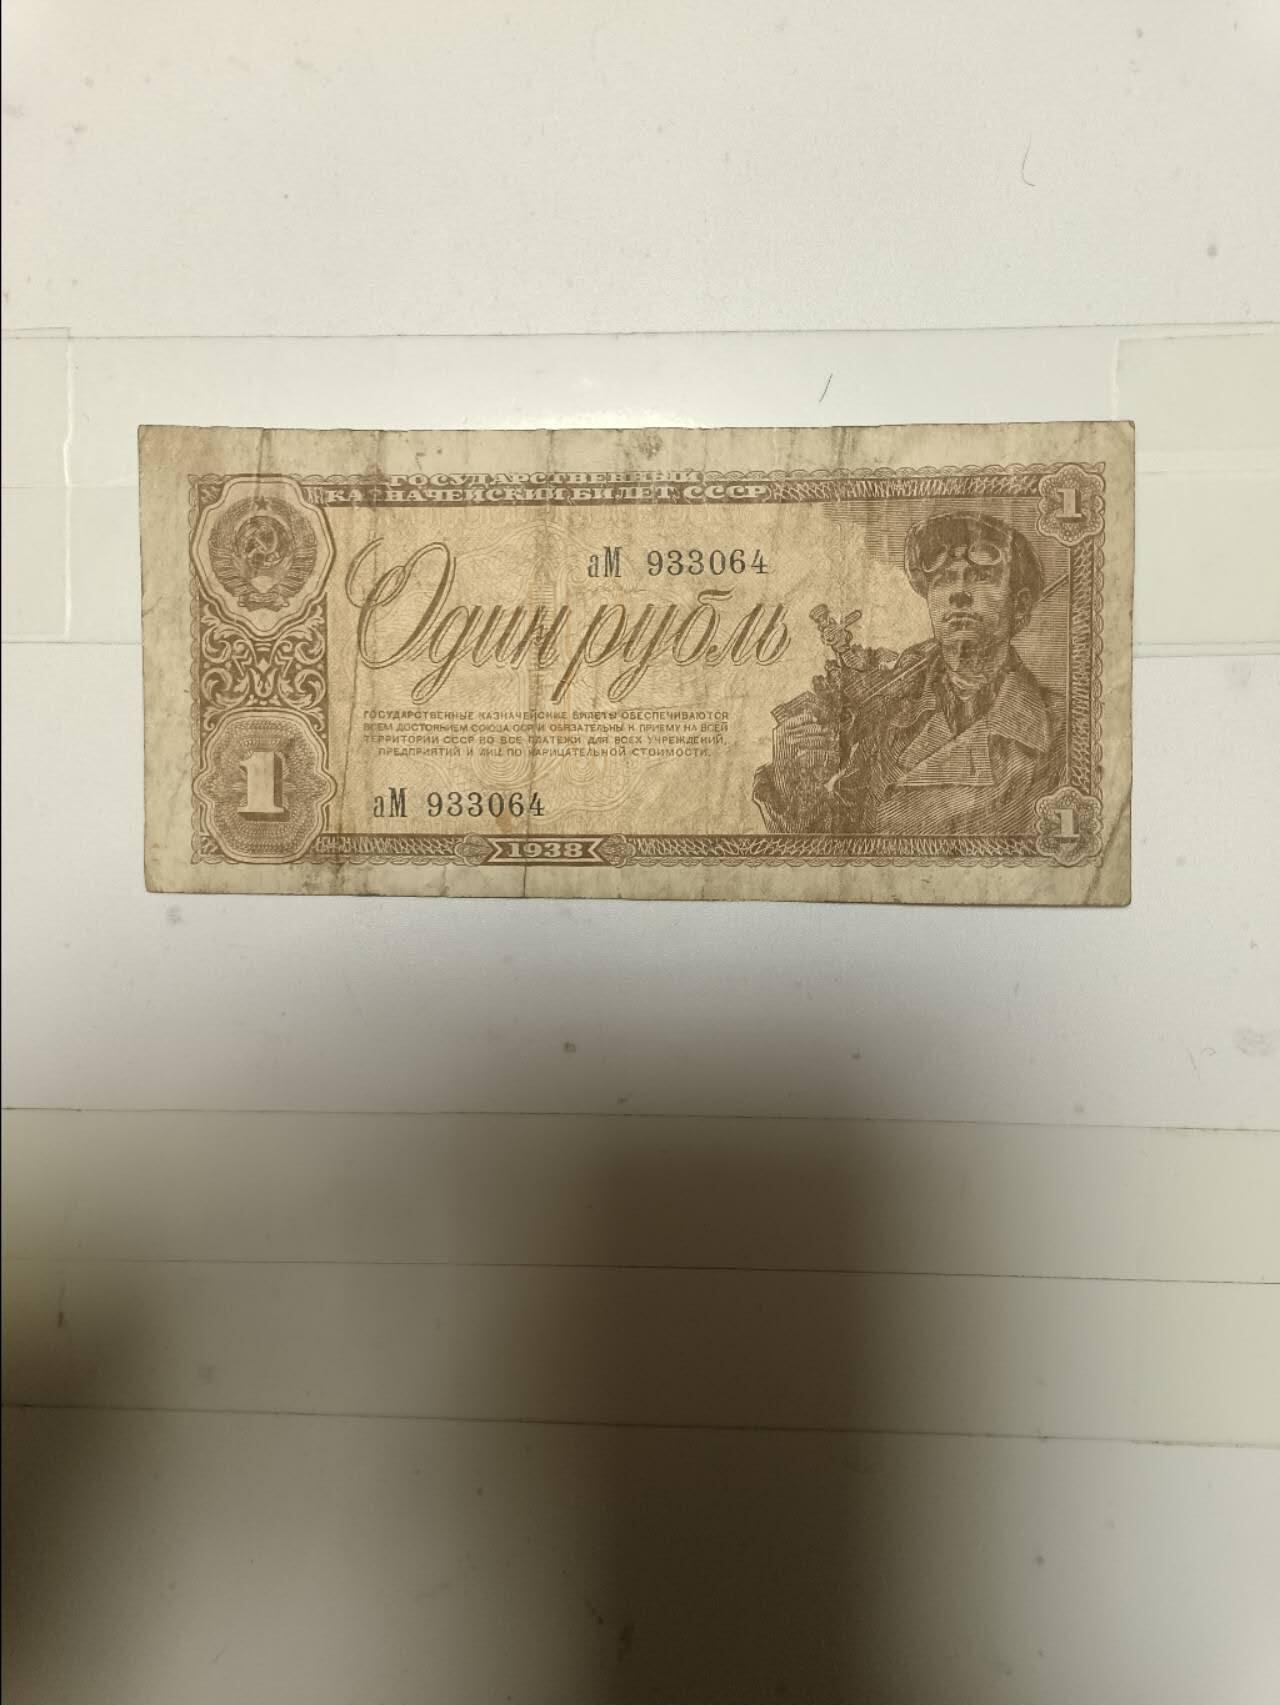 ГОСУДАРСТВЕННЫЙ
КАЗНАЧЕЙСКИЙ БИЛЕТ СССР
1
аМ 933064
Один рубль
ГОСУДАРСТВЕННЫЕ КАЗНАЧЕЙСКИЕ БИЛЕТЫ ОБЕСПЕЧИВАЮТСЯ
ВСЕМ ДОСТОЯНИЕМ СОЮЗА ССР И ОБЯЗАТЕЛЬНЫ К ПРИЕМУ НА ВСЕЙ
ТЕРРИТОРИИ СССР ВО ВСЕ ПЛАТЕЖИ ДЛЯ ВСЕХ УЧРЕЖДЕНИЙ,
ПРЕДПРИЯТИЙ И ЛИЦ ПО НАРИЦАТЕЛЬНОЙ СТОИМОСТИ.
1
аМ 933064
1
1938